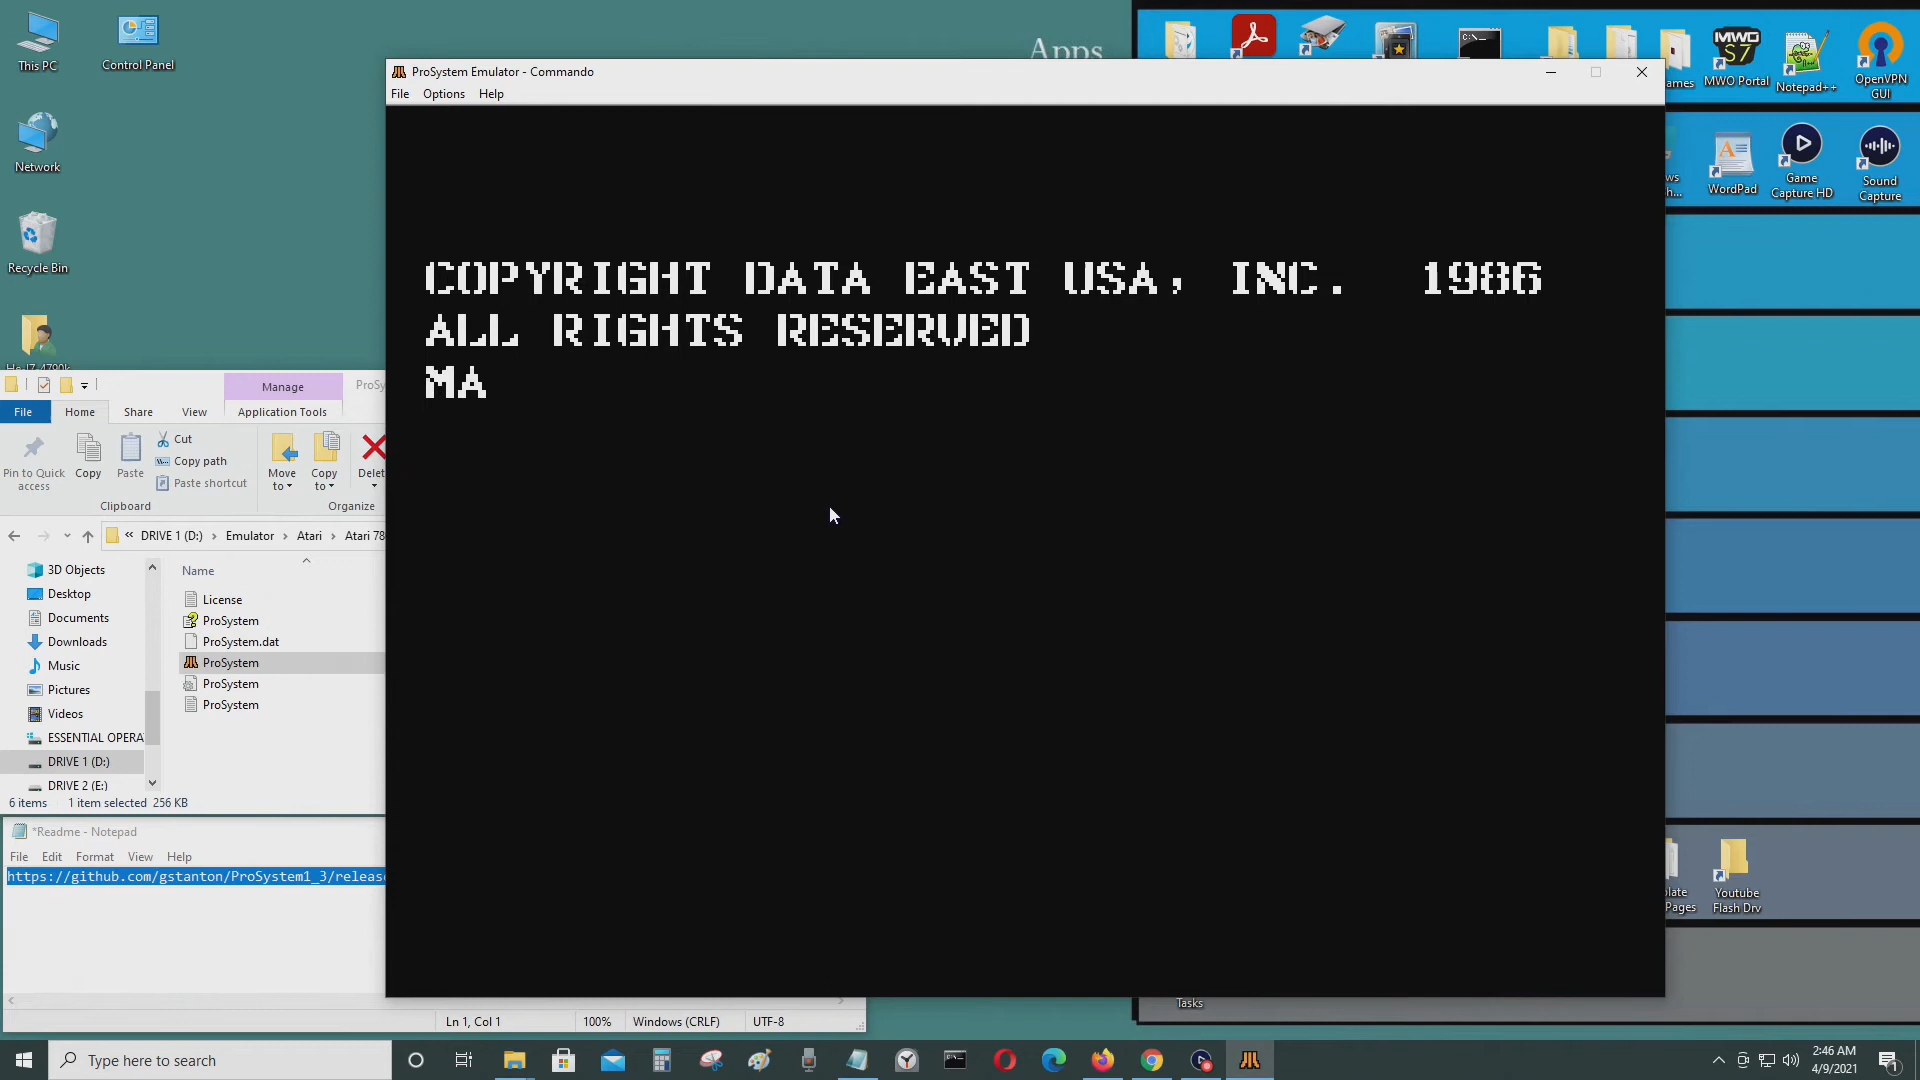 This PC
Control Panel
Network
Recycle Bin
Apps
MWO Portal
Notepad++
OpenVPN
GUI
WordPad
Game
Capture HD
Sound
Capture
Youtube
Flash Drv
Pages
Tasks
ProSystem Emulator - Commando
File Options Help
COPYRIGHT DATA EAST USA, INC. 1986
ALL RIGHTS RESERVED
MA
Manage
File Home Share View Application Tools
Pin to Quick
access
Copy
Paste
Cut
Copy path
Paste shortcut
Move
to
Copy
to
Clipboard
Organize
« DRIVE 1 (D:) > Emulator > Atari > Atari 78
3D Objects
Desktop
Documents
Downloads
Music
Pictures
Videos
ESSENTIAL OPERA
DRIVE 1 (D:)
DRIVE 2 (E:)
Name
License
ProSystem
ProSystem.dat
ProSystem
ProSystem
ProSystem
6 items 1 item selected 256 KB
*Readme - Notepad
File Edit Format View Help
https://github.com/gstanton/ProSystem1_3/releas
Ln 1, Col 1 100% Windows (CRLF) UTF-8
Type here to search
2:46 AM
4/9/2021